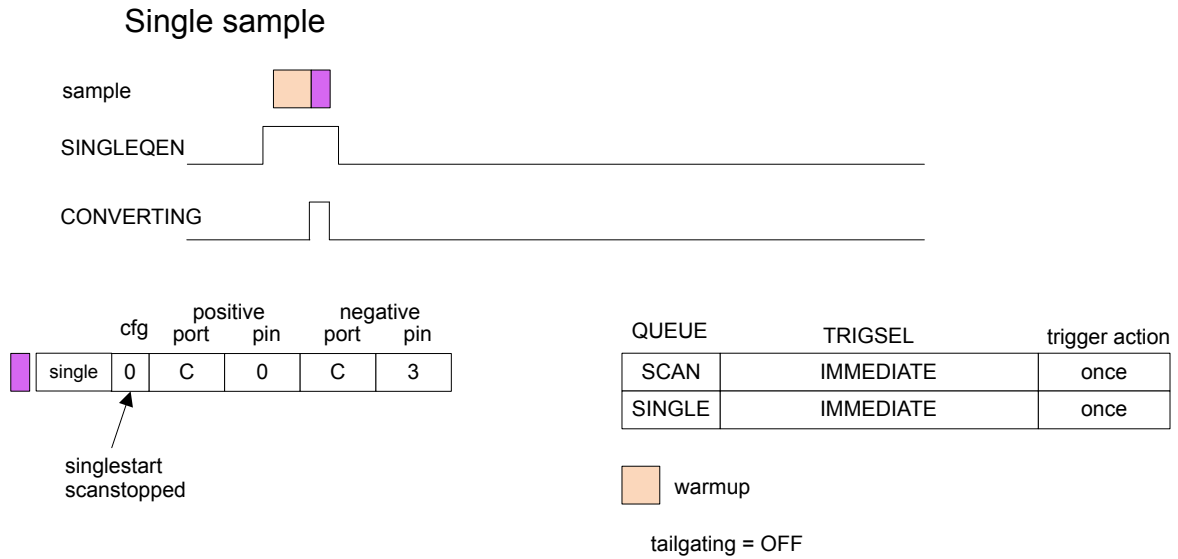 Single sample
sample
SINGLEQEN
CONVERTING
positive negative
cfg port pin port pin
single 0 C 0 C 3
singlestart
scanstopped
QUEUE TRIGSEL trigger action
SCAN IMMEDIATE once
SINGLE IMMEDIATE once
warmup
tailgating = OFF